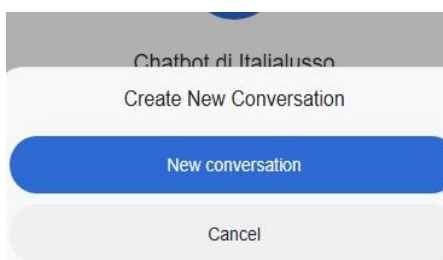 Chatbot di Italialusso
Create New Conversation
New conversation
Cancel